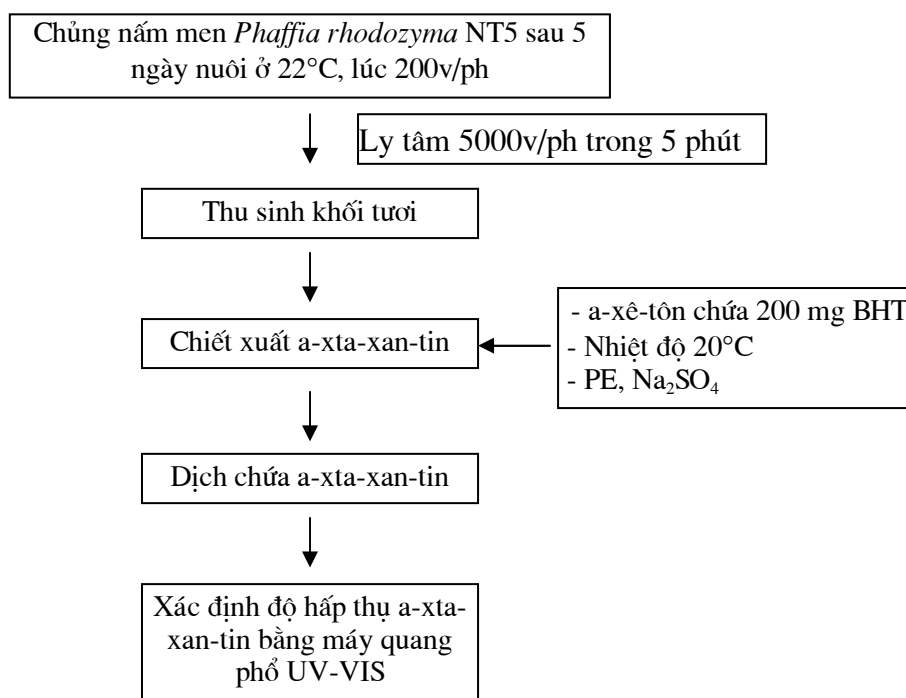 Chủng nấm men Phaffia rhodozyma NT5 sau 5
ngày nuôi ở 22°C, lúc 200v/ph
Ly tâm 5000v/ph trong 5 phút
Thu sinh khối tươi
Chiết xuất a-xta-xan-tin
- a-xê-tôn chứa 200 mg BHT
- Nhiệt độ 20°C
- PE, Na₂SO₄
Dịch chứa a-xta-xan-tin
Xác định độ hấp thụ a-xta-
xan-tin bằng máy quang
phổ UV-VIS